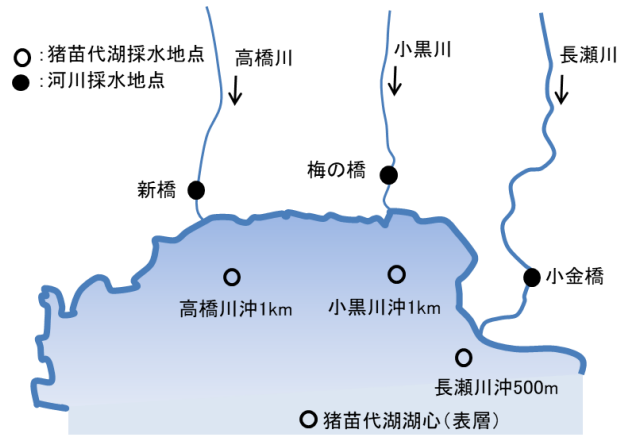 ：猪苗代湖採水地点
：河川採水地点
高橋川
小黒川
長瀬川
新橋
梅の橋
小金橋
高橋川沖1km
小黒川沖1km
長瀬川沖500m
猪苗代湖湖心（表層）